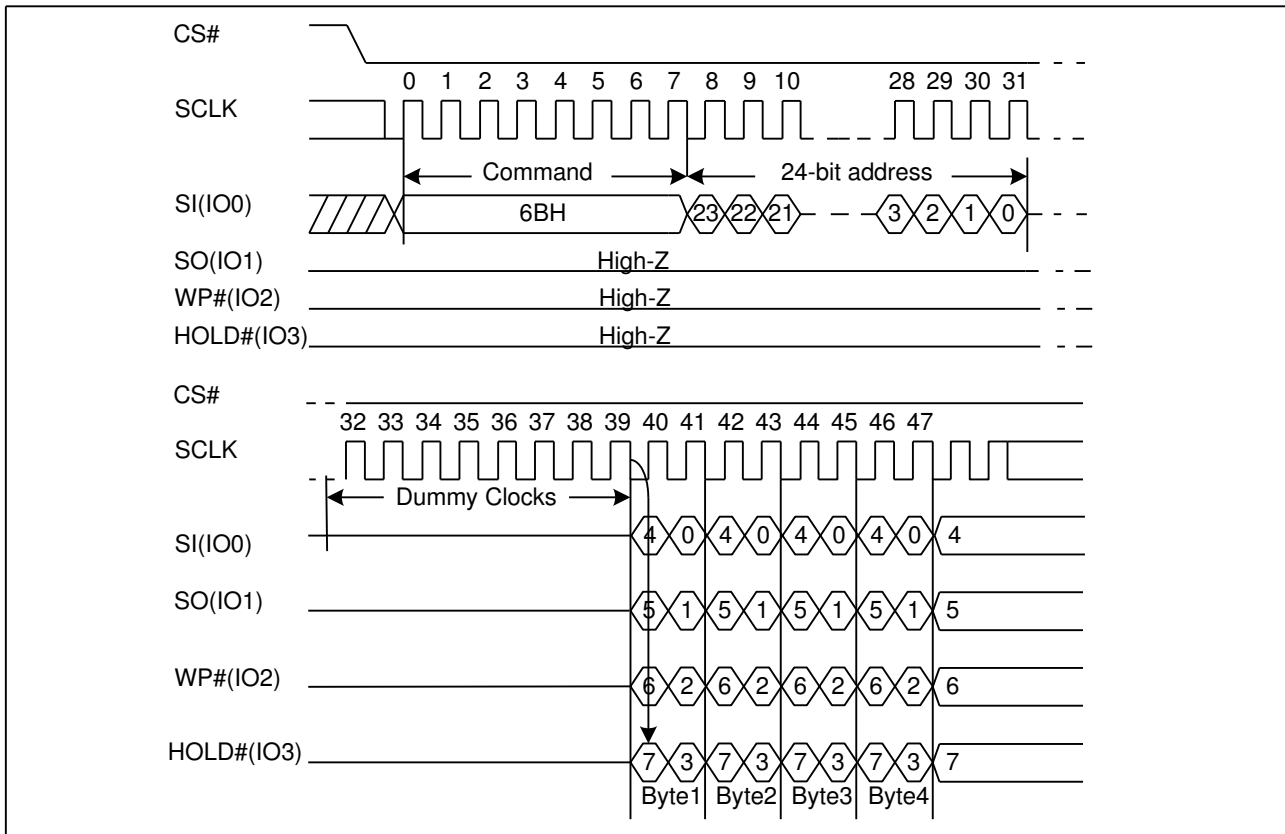 CS#
0 1 2 3 4 5 6 7 8 9 10 28 29 30 31
SCLK
Command 24-bit address
SI(IO0) 6BH 23 22 21 3 2 1 0
SO(IO1) High-Z
WP#(IO2) High-Z
HOLD#(IO3) High-Z
CS#
32 33 34 35 36 37 38 39 40 41 42 43 44 45 46 47
SCLK
Dummy Clocks
SI(IO0) 4 0 4 0 4 0 4 0 4
SO(IO1) 5 1 5 1 5 1 5 1 5
WP#(IO2) 6 2 6 2 6 2 6 2 6
HOLD#(IO3) 7 3 7 3 7 3 7 3 7
Byte1 Byte2 Byte3 Byte4